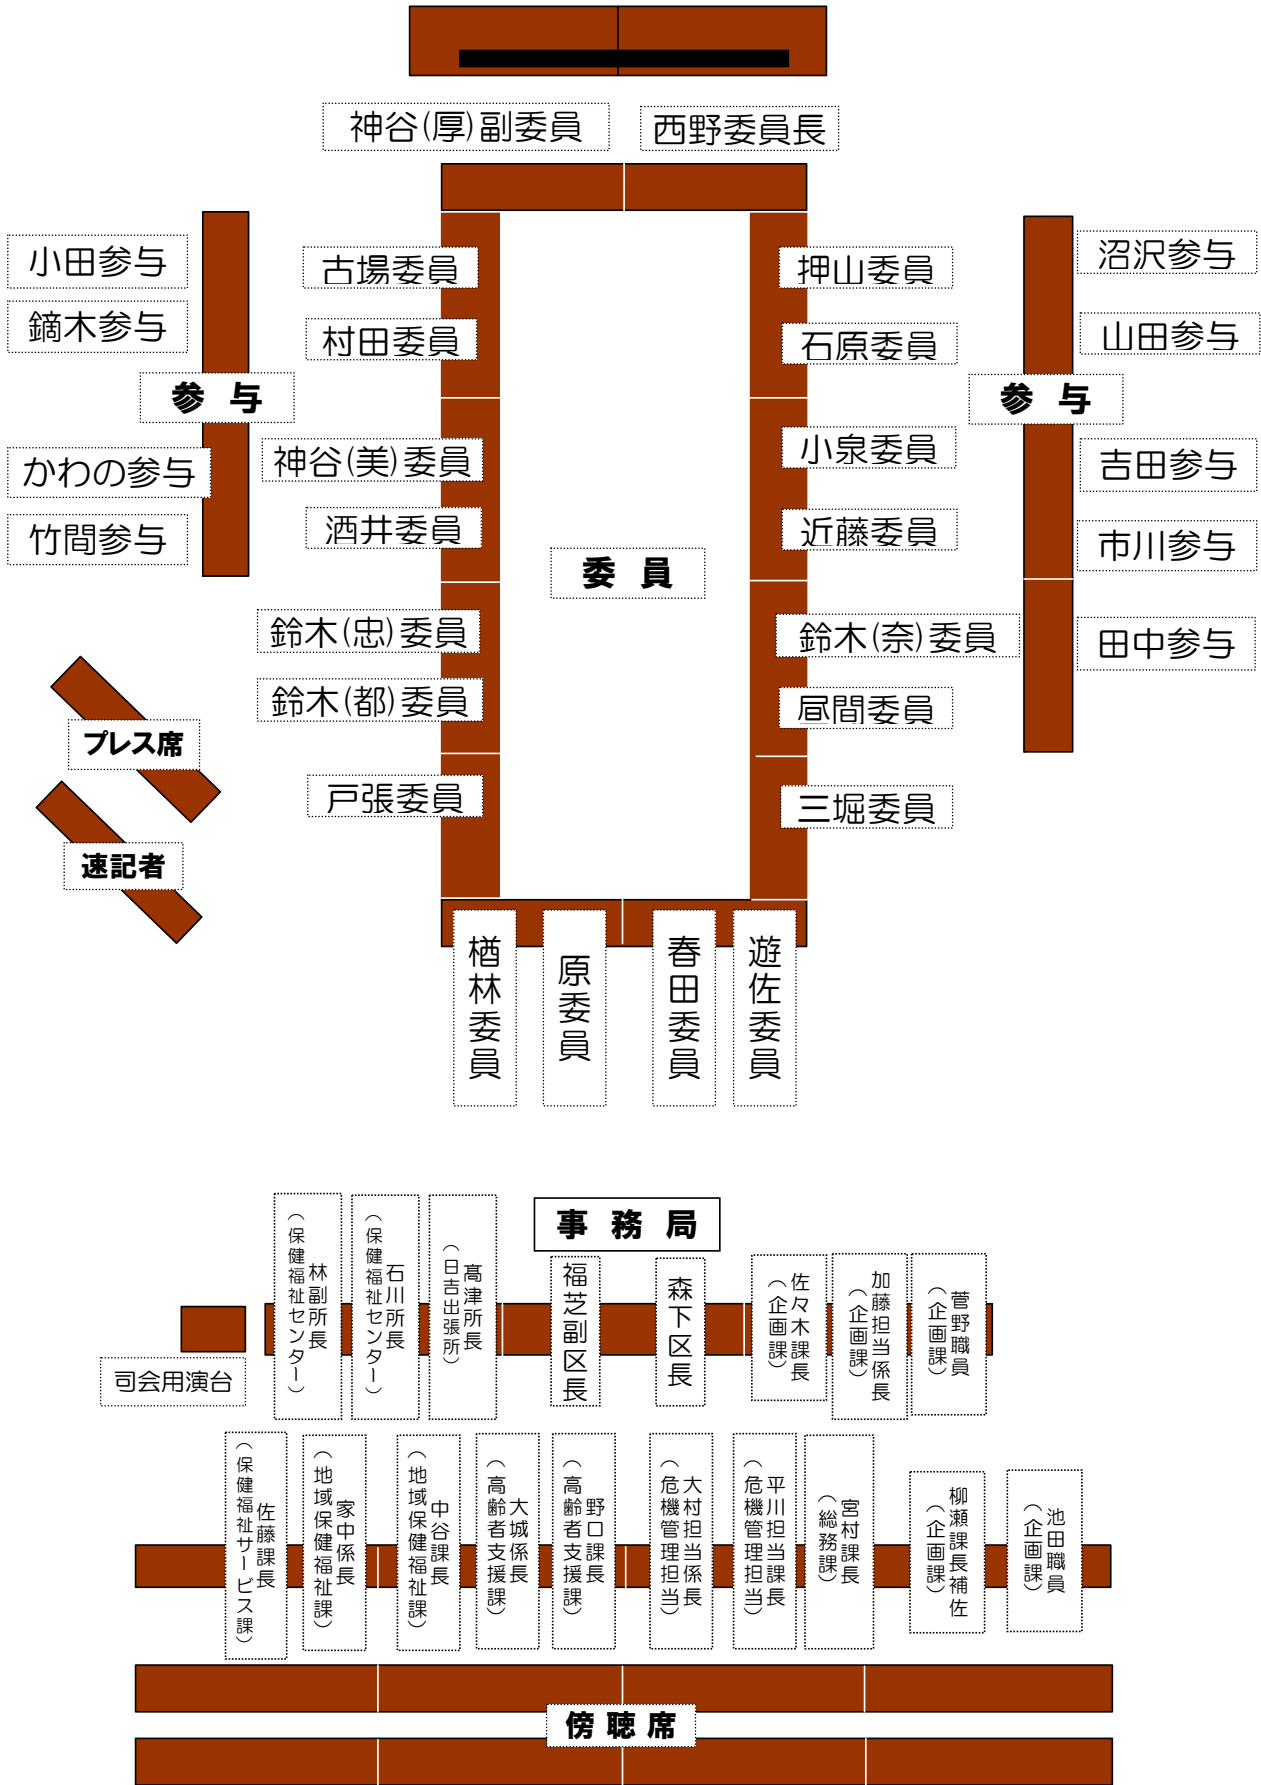 神谷(厚)副委員
西野委員長
小田参与
鏑木参与
参 与
かわの参与
竹間参与
古場委員
村田委員
神谷(美)委員
酒井委員
鈴木(忠)委員
鈴木(都)委員
戸張委員
委 員
押山委員
石原委員
小泉委員
近藤委員
鈴木(奈)委員
昼間委員
三堀委員
沼沢参与
山田参与
参 与
吉田参与
市川参与
田中参与
プレス席
速記者
楢林委員
原委員
春田委員
遊佐委員
事 務 局
司会用演台
林副所長
(保健福祉センター)
石川所長
(保健福祉センター)
髙津所長
(日吉出張所)
福芝副区長
森下区長
佐々木課長
(企画課)
加藤担当係長
(企画課)
菅野職員
(企画課)
佐藤課長
(保健福祉サービス課)
家中係長
(地域保健福祉課)
中谷課長
(地域保健福祉課)
大城係長
(高齢者支援課)
野口課長
(高齢者支援課)
大村担当係長
(危機管理担当)
平川担当課長
(危機管理担当)
宮村課長
(総務課)
柳瀬課長補佐
(企画課)
池田職員
(企画課)
傍聴席